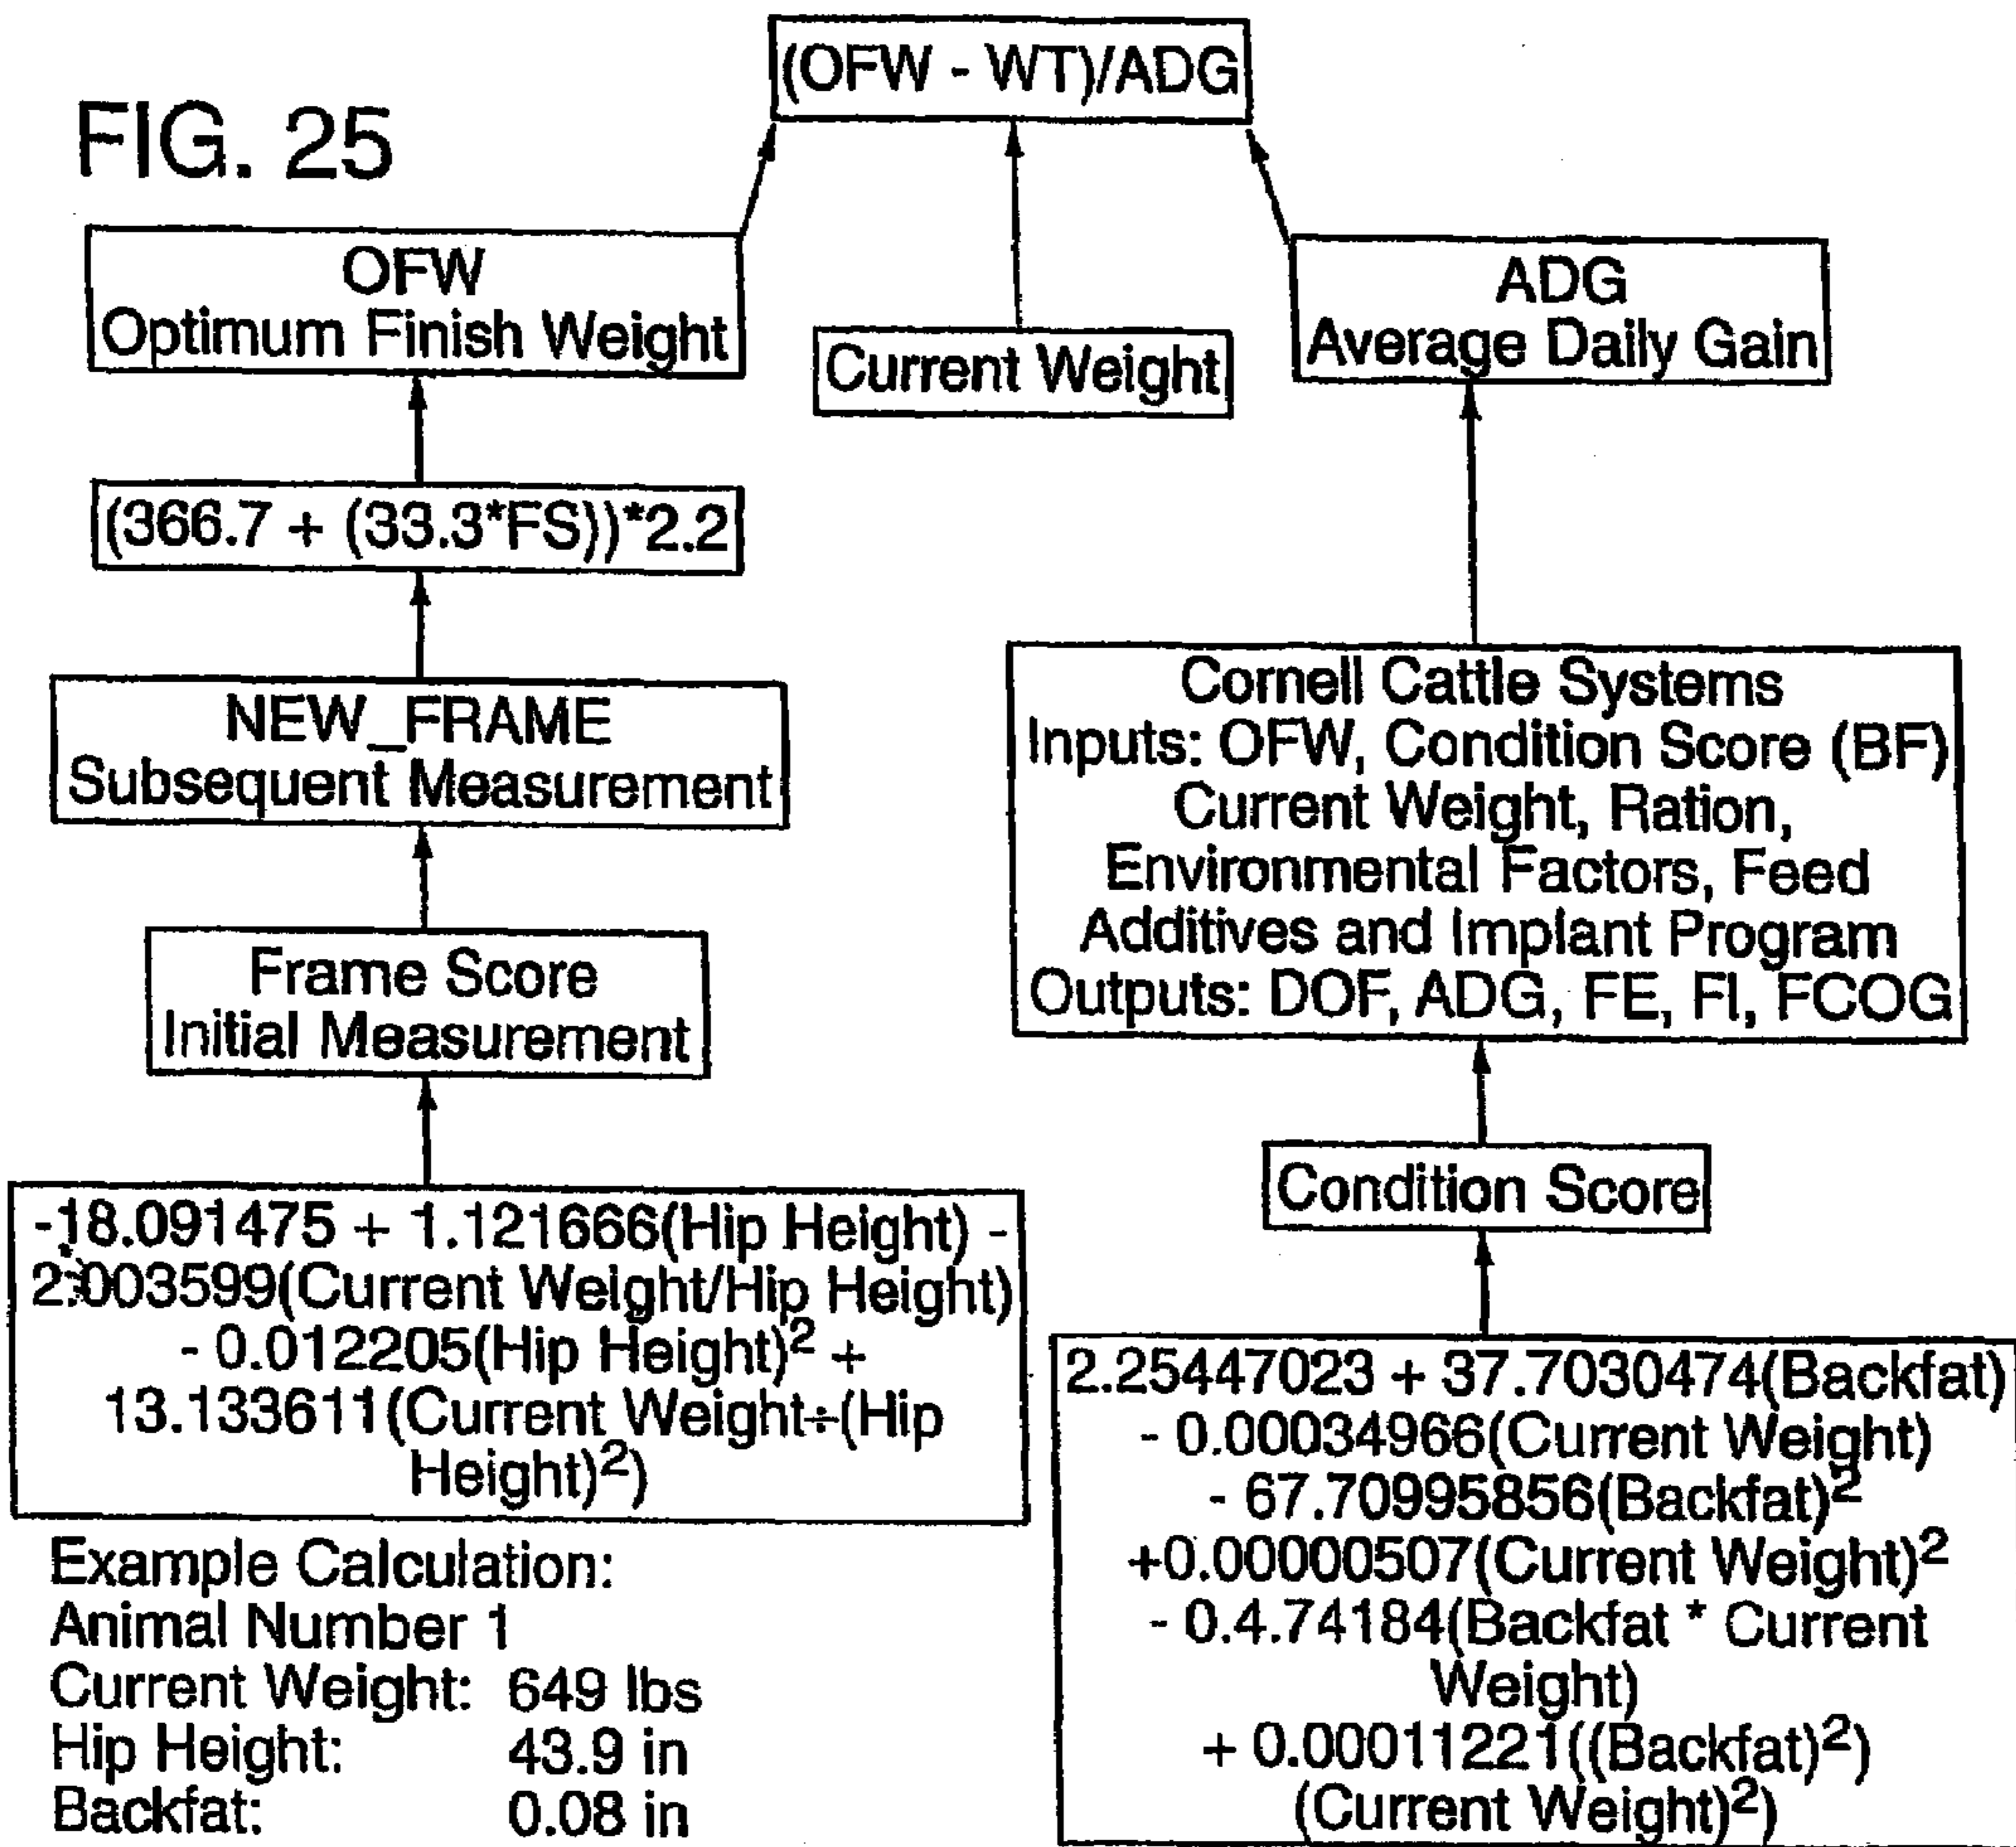 FIG. 25
(OFW - WT)/ADG
OFW
Optimum Finish Weight
Current Weight
ADG
Average Daily Gain
(366.7 + (33.3*FS))*2.2
NEW_FRAME
Subsequent Measurement
Frame Score
Initial Measurement
-18.091475 + 1.121666(Hip Height) -
2.003599(Current Weight/Hip Height)
- 0.012205(Hip Height)² +
13.133611(Current Weight÷(Hip
Height)²)
Cornell Cattle Systems
Inputs: OFW, Condition Score (BF)
Current Weight, Ration,
Environmental Factors, Feed
Additives and Implant Program
Outputs: DOF, ADG, FE, FI, FCOG
Condition Score
2.25447023 + 37.7030474(Backfat)
- 0.00034966(Current Weight)
- 67.70995856(Backfat)²
+0.00000507(Current Weight)²
- 0.4.74184(Backfat * Current
Weight)
+ 0.00011221((Backfat)²)
(Current Weight)²)
Example Calculation:
Animal Number 1
Current Weight: 649 lbs
Hip Height: 43.9 in
Backfat: 0.08 in